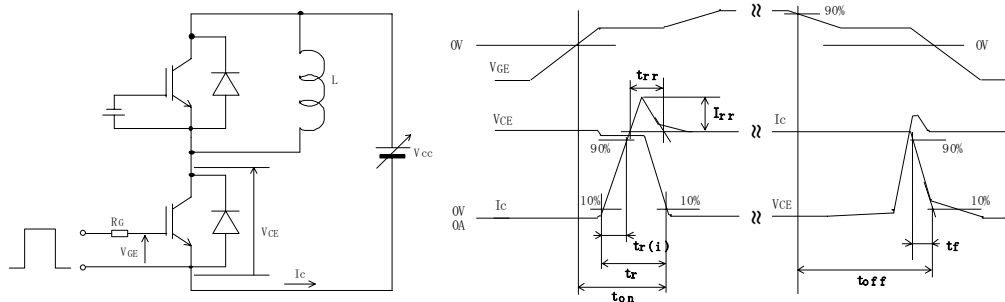 L
Vcc
RG
VGE
VCE
Ic
0V
VGE
trr
Irr
VCE
90%
10%
10%
Ic
0V
0A
tr(i)
tr
ton
90%
0V
Ic
90%
VCE
10%
tf
toff